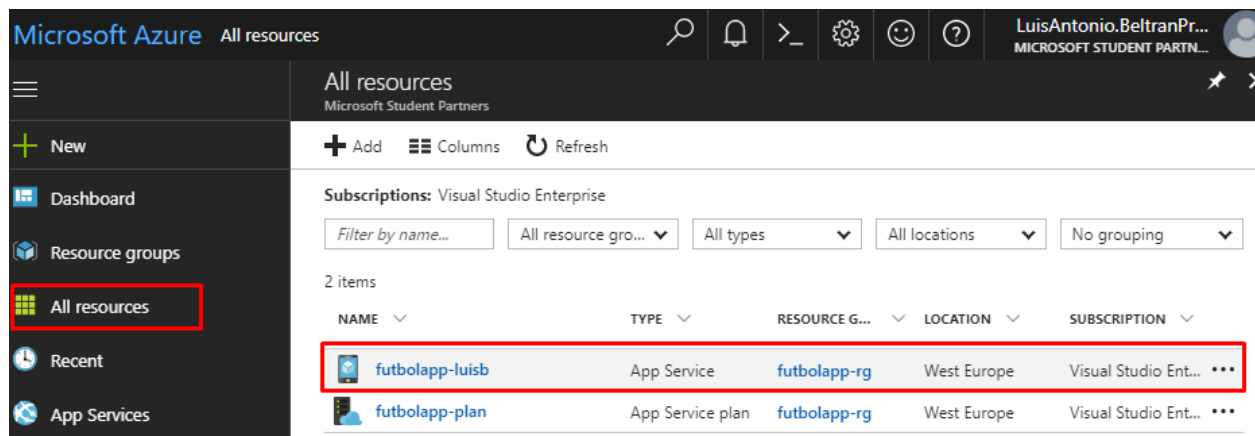 Microsoft Azure All resources LuisAntonio.BeltranPr...
MICROSOFT STUDENT PARTN...
All resources
Microsoft Student Partners
New
Add Columns Refresh
Dashboard
Subscriptions: Visual Studio Enterprise
Filter by name... All resource gro... All types All locations No grouping
Resource groups
2 items
All resources
NAME TYPE RESOURCE G... LOCATION SUBSCRIPTION
Recent
futbolapp-luisb App Service futbolapp-rg West Europe Visual Studio Ent... •••
App Services
futbolapp-plan App Service plan futbolapp-rg West Europe Visual Studio Ent... •••